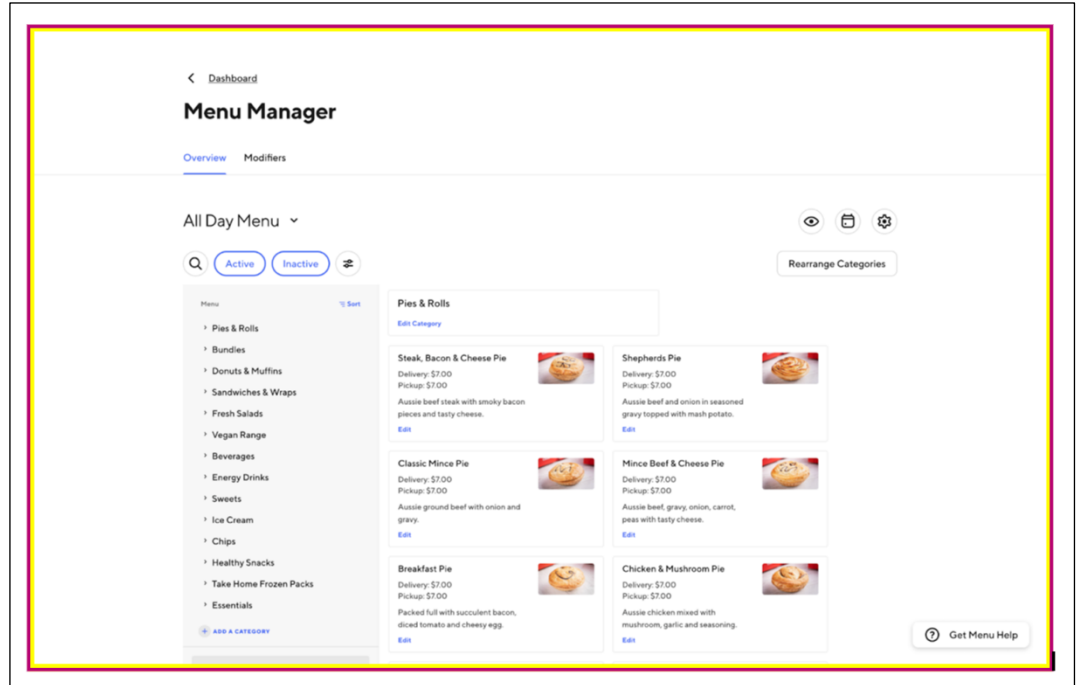 Dashboard
Menu Manager
Overview Modifiers
All Day Menu
Active Inactive
Rearrange Categories
Menu Sort
Pies & Rolls
Bundles
Donuts & Muffins
Sandwiches & Wraps
Fresh Salads
Vegan Range
Beverages
Energy Drinks
Sweets
Ice Cream
Chips
Healthy Snacks
Take Home Frozen Packs
Essentials
ADD A CATEGORY
Pies & Rolls
Edit Category
Steak, Bacon & Cheese Pie
Delivery: $7.00
Pickup: $7.00
Aussie beef steak with smoky bacon
pieces and tasty cheese.
Edit
Shepherds Pie
Delivery: $7.00
Pickup: $7.00
Aussie beef and onion in seasoned
gravy topped with mash potato.
Edit
Classic Mince Pie
Delivery: $7.00
Pickup: $7.00
Aussie ground beef with onion and
gravy.
Edit
Mince Beef & Cheese Pie
Delivery: $7.00
Pickup: $7.00
Aussie beef, gravy, onion, carrot,
peas with tasty cheese.
Edit
Breakfast Pie
Delivery: $7.00
Pickup: $7.00
Packed full with succulent bacon,
diced tomato and cheesy egg.
Edit
Chicken & Mushroom Pie
Delivery: $7.00
Pickup: $7.00
Aussie chicken mixed with
mushroom, garlic and seasoning.
Edit
Get Menu Help